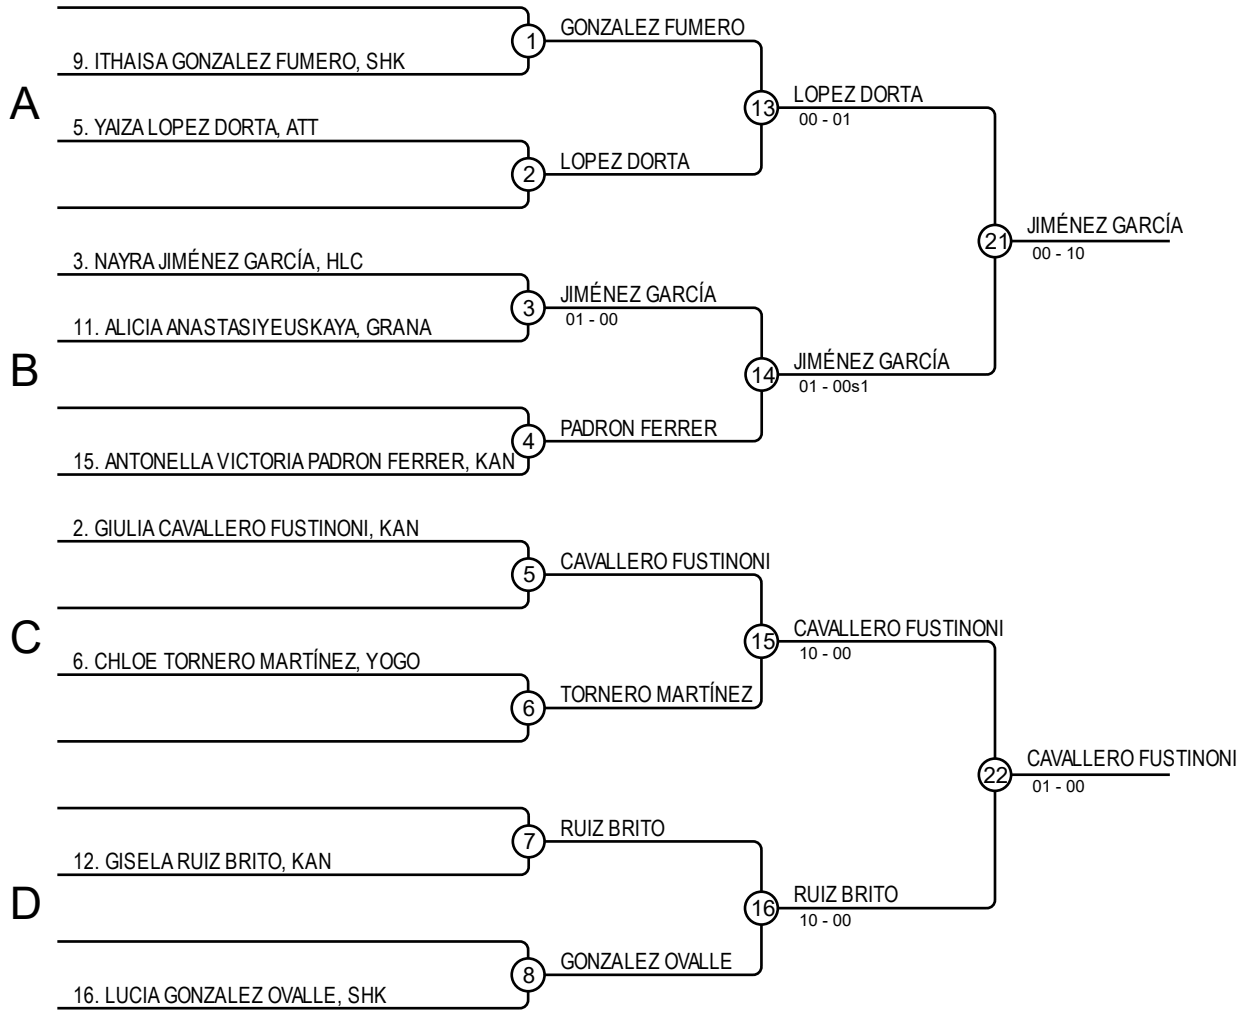 GONZALEZ FUMERO
1
9. ITHAISA GONZALEZ FUMERO, SHK
A
LOPEZ DORTA
13
00 - 01
5. YAIZA LOPEZ DORTA, ATT
LOPEZ DORTA
2
JIMÉNEZ GARCÍA
21
00 - 10
3. NAYRA JIMÉNEZ GARCÍA, HLC
JIMÉNEZ GARCÍA
3
01 - 00
11. ALICIA ANASTASIYEUSKAYA, GRANA
B
JIMÉNEZ GARCÍA
14
01 - 00s1
PADRON FERRER
4
15. ANTONELLA VICTORIA PADRON FERRER, KAN
2. GIULIA CAVALLERO FUSTINONI, KAN
CAVALLERO FUSTINONI
5
C
CAVALLERO FUSTINONI
15
10 - 00
6. CHLOE TORNERO MARTÍNEZ, YOGO
TORNERO MARTÍNEZ
6
CAVALLERO FUSTINONI
22
01 - 00
RUIZ BRITO
7
12. GISELA RUIZ BRITO, KAN
D
RUIZ BRITO
16
10 - 00
GONZALEZ OVALLE
8
16. LUCIA GONZALEZ OVALLE, SHK